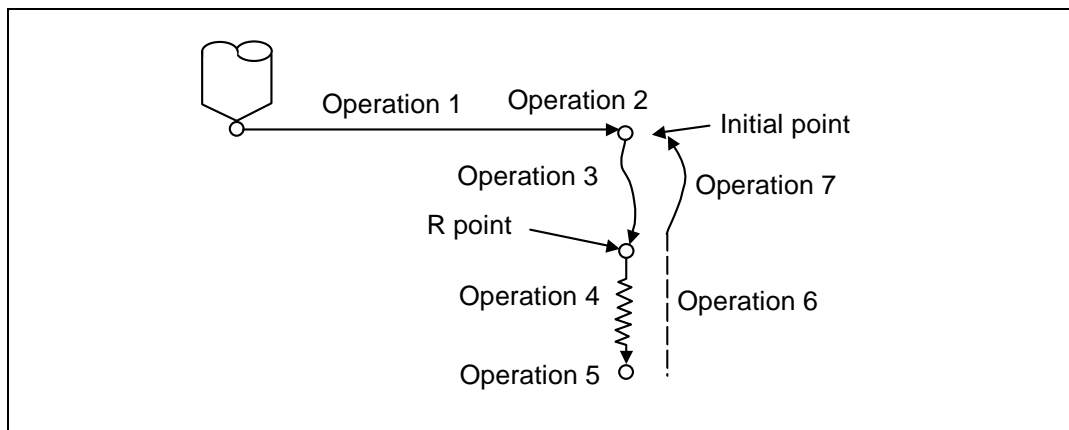 Operation 1
Operation 2
Initial point
Operation 3
Operation 7
R point
Operation 4
Operation 6
Operation 5